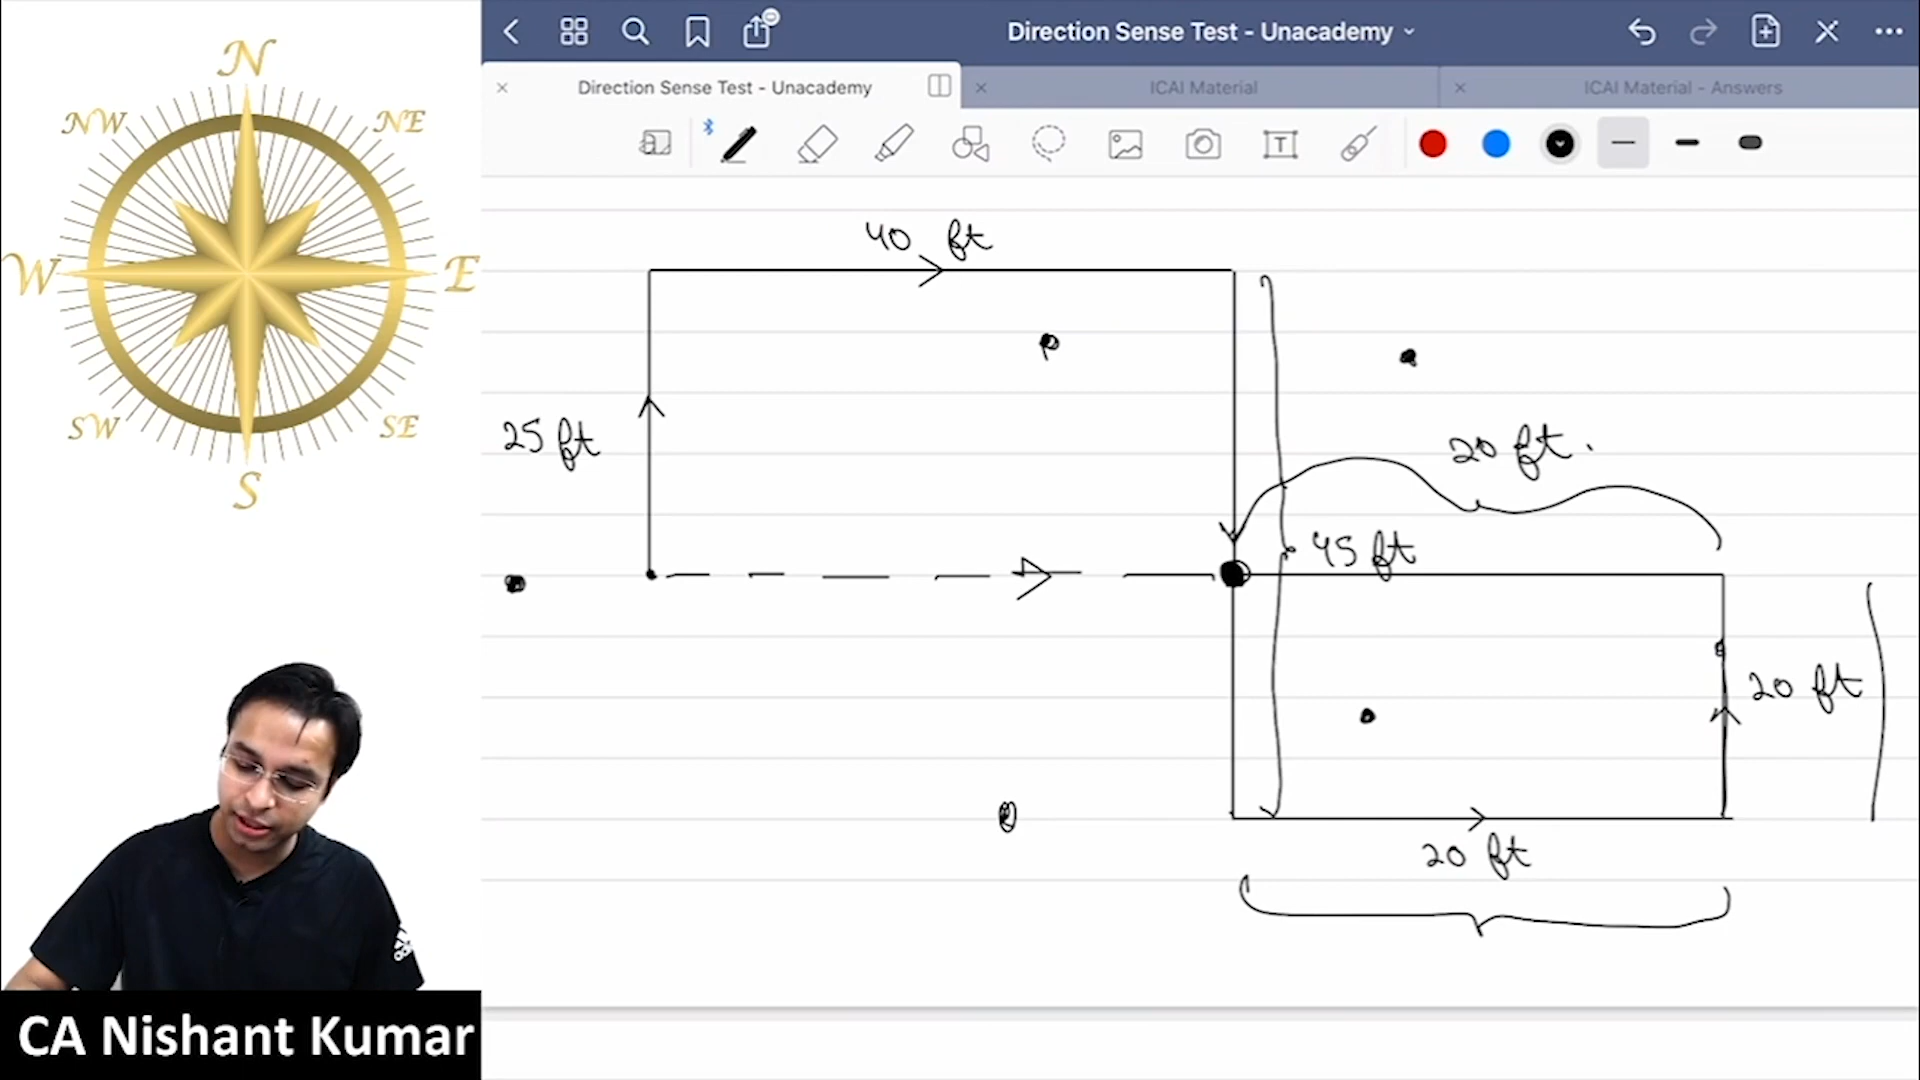 N
NW
NE
W
E
SW
SE
S
CA Nishant Kumar
Direction Sense Test - Unacademy
Direction Sense Test - Unacademy
ICAI Material
ICAI Material - Answers
T
40 ft
25 ft
20 ft.
45 ft
20 ft
20 ft